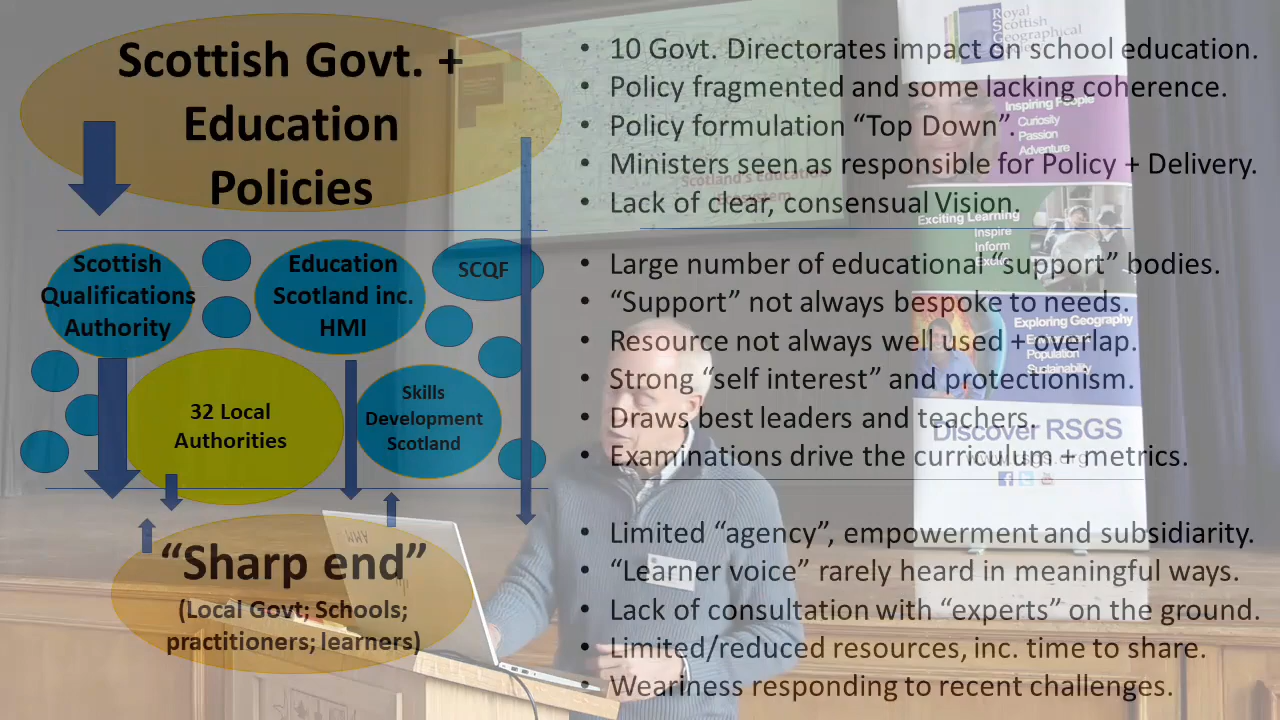 Scottish Govt. +
Education
Policies
• 10 Govt. Directorates impact on school education.
• Policy fragmented and some lacking coherence.
• Policy formulation “Top Down”.
• Ministers seen as responsible for Policy + Delivery.
• Lack of clear, consensual Vision.
Scottish
Qualifications
Authority
Education
Scotland inc.
HMI
SCQF
32 Local
Authorities
Skills
Development
Scotland
• Large number of educational “support” bodies.
• “Support” not always bespoke to needs.
• Resource not always well used + overlap.
• Strong “self interest” and protectionism.
• Draws best leaders and teachers.
• Examinations drive the curriculum + metrics.
“Sharp end”
(Local Govt; Schools;
practitioners; learners)
• Limited “agency”, empowerment and subsidiarity.
• “Learner voice” rarely heard in meaningful ways.
• Lack of consultation with “experts” on the ground.
• Limited/reduced resources, inc. time to share.
• Weariness responding to recent challenges.
Scotland's Education
Royal
Scottish
Geographical
Inspiring People
Curiosity
Passion
Adventure
Exciting Learning
Inspire
Inform
Exploring Geography
Environment
Population
Sustainability
Discover RSGS